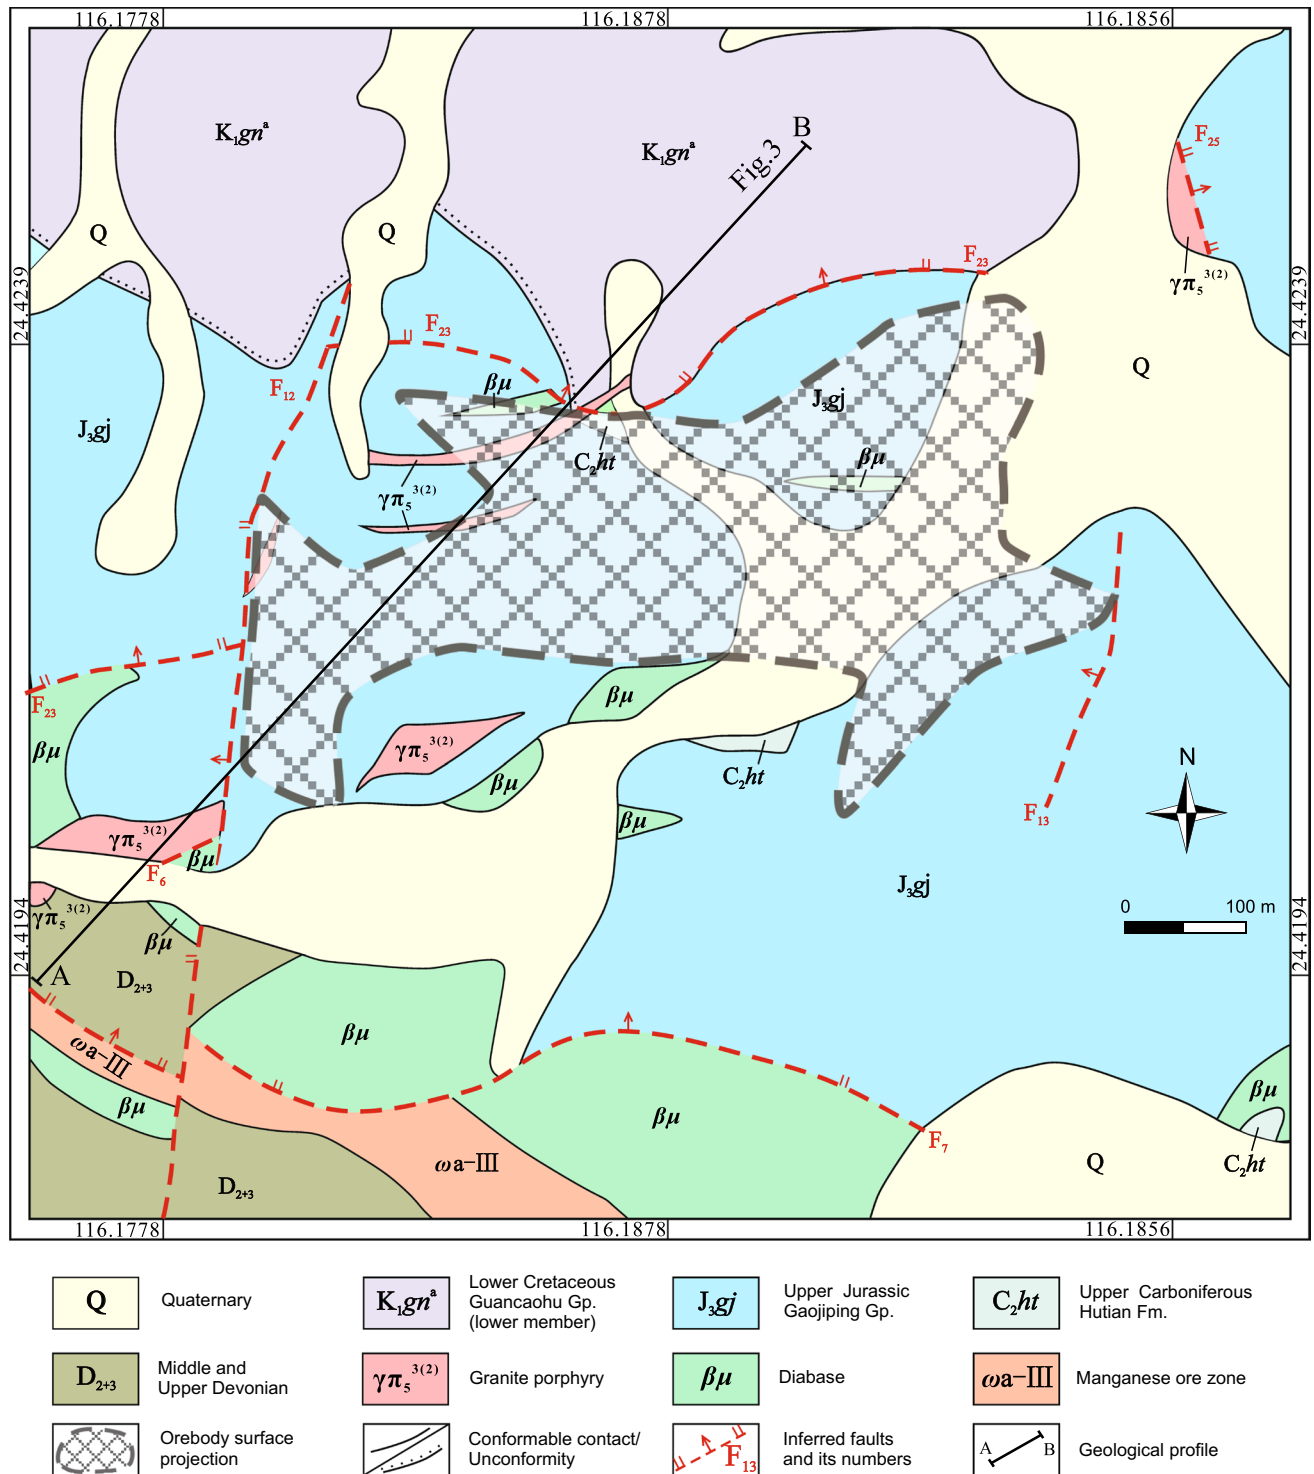 116.1778 116.1878 116.1856
K₁gnᵃ
B
K₁gnᵃ
Fig.3
F₂₅
Q
Q
F₂₃
γπ₅³⁽²⁾
24.4239
24.4239
F₂₃
Q
F₁₂
βμ
J₃gj
J₃gj
C₂ht
βμ
γπ₅³⁽²⁾
F₂₃
βμ
βμ
γπ₅³⁽²⁾
N
C₂ht
βμ
F₁₃
βμ
γπ₅³⁽²⁾
βμ
F₆
J₃gj
γπ₅³⁽²⁾
0 100 m
24.4194
24.4194
βμ
A
D₂₊₃
βμ
ωa-III
βμ
βμ
βμ
F₇
Q
C₂ht
ωa-III
D₂₊₃
116.1778 116.1878 116.1856
Q Quaternary
K₁gnᵃ Lower Cretaceous
Guancaohu Gp.
(lower member)
J₃gj Upper Jurassic
Gaojiping Gp.
C₂ht Upper Carboniferous
Hutian Fm.
D₂₊₃ Middle and
Upper Devonian
γπ₅³⁽²⁾ Granite porphyry
βμ Diabase
ωa-III Manganese ore zone
Orebody surface
projection
Conformable contact/
Unconformity
F₁₃ Inferred faults
and its numbers
A B Geological profile